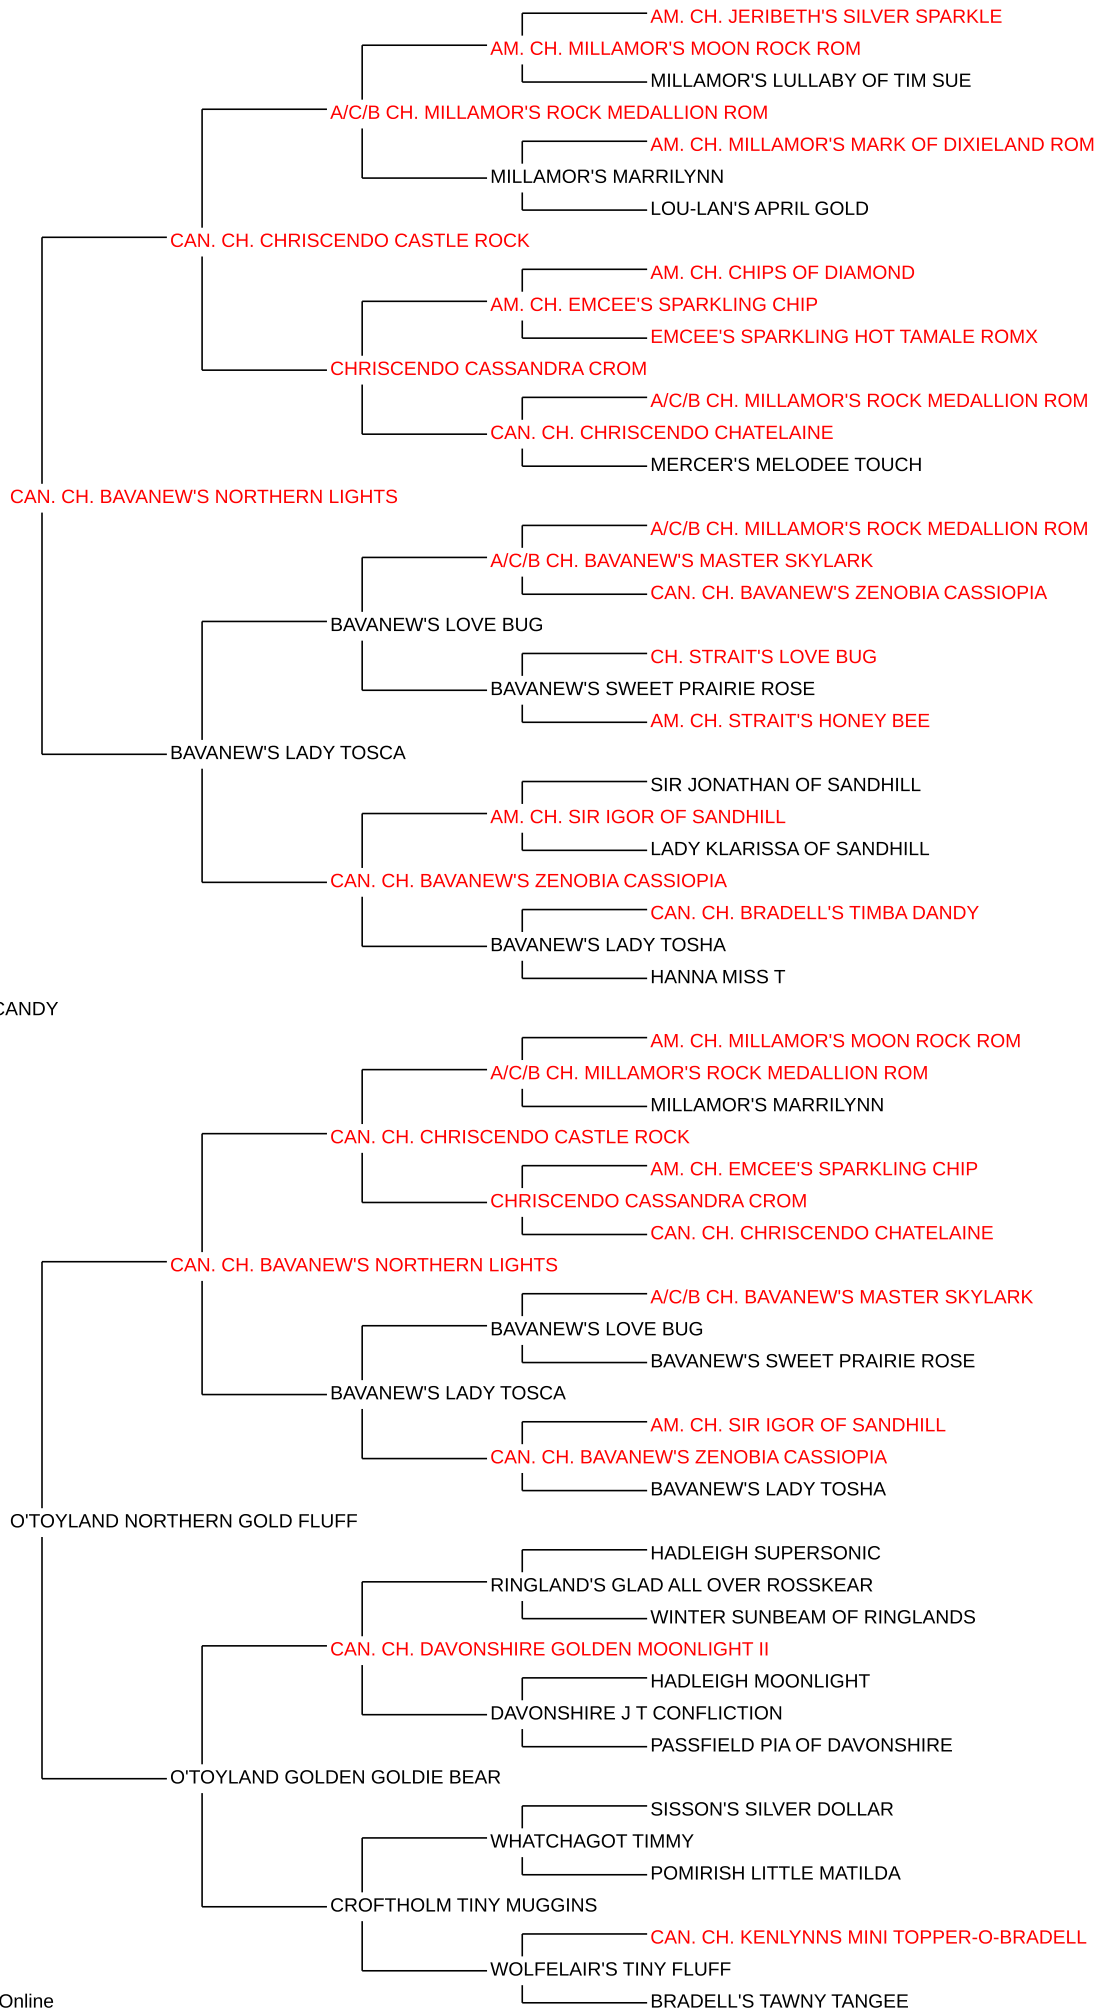 AM. CH. JERIBETH'S SILVER SPARKLE
AM. CH. MILLAMOR'S MOON ROCK ROM
MILLAMOR'S LULLABY OF TIM SUE
A/C/B CH. MILLAMOR'S ROCK MEDALLION ROM
AM. CH. MILLAMOR'S MARK OF DIXIELAND ROM
MILLAMOR'S MARRILYNN
LOU-LAN'S APRIL GOLD
CAN. CH. CHRISCENDO CASTLE ROCK
AM. CH. CHIPS OF DIAMOND
AM. CH. EMCEE'S SPARKLING CHIP
EMCEE'S SPARKLING HOT TAMALE ROMX
CHRISCENDO CASSANDRA CROM
A/C/B CH. MILLAMOR'S ROCK MEDALLION ROM
CAN. CH. CHRISCENDO CHATELAINE
MERCER'S MELODEE TOUCH
CAN. CH. BAVANEW'S NORTHERN LIGHTS
A/C/B CH. MILLAMOR'S ROCK MEDALLION ROM
A/C/B CH. BAVANEW'S MASTER SKYLARK
CAN. CH. BAVANEW'S ZENOBIA CASSIOPIA
BAVANEW'S LOVE BUG
CH. STRAIT'S LOVE BUG
BAVANEW'S SWEET PRAIRIE ROSE
AM. CH. STRAIT'S HONEY BEE
BAVANEW'S LADY TOSCA
SIR JONATHAN OF SANDHILL
AM. CH. SIR IGOR OF SANDHILL
LADY KLARISSA OF SANDHILL
CAN. CH. BAVANEW'S ZENOBIA CASSIOPIA
CAN. CH. BRADELL'S TIMBA DANDY
BAVANEW'S LADY TOSHA
HANNA MISS T
CANDY
AM. CH. MILLAMOR'S MOON ROCK ROM
A/C/B CH. MILLAMOR'S ROCK MEDALLION ROM
MILLAMOR'S MARRILYNN
CAN. CH. CHRISCENDO CASTLE ROCK
AM. CH. EMCEE'S SPARKLING CHIP
CHRISCENDO CASSANDRA CROM
CAN. CH. CHRISCENDO CHATELAINE
CAN. CH. BAVANEW'S NORTHERN LIGHTS
A/C/B CH. BAVANEW'S MASTER SKYLARK
BAVANEW'S LOVE BUG
BAVANEW'S SWEET PRAIRIE ROSE
BAVANEW'S LADY TOSCA
AM. CH. SIR IGOR OF SANDHILL
CAN. CH. BAVANEW'S ZENOBIA CASSIOPIA
BAVANEW'S LADY TOSHA
O'TOYLAND NORTHERN GOLD FLUFF
HADLEIGH SUPERSONIC
RINGLAND'S GLAD ALL OVER ROSSKEAR
WINTER SUNBEAM OF RINGLANDS
CAN. CH. DAVONSHIRE GOLDEN MOONLIGHT II
HADLEIGH MOONLIGHT
DAVONSHIRE J T CONFLICTION
PASSFIELD PIA OF DAVONSHIRE
O'TOYLAND GOLDEN GOLDIE BEAR
SISSON'S SILVER DOLLAR
WHATCHAGOT TIMMY
POMIRISH LITTLE MATILDA
CROFTHOLM TINY MUGGINS
CAN. CH. KENLYNNS MINI TOPPER-O-BRADELL
WOLFELAIR'S TINY FLUFF
BRADELL'S TAWNY TANGEE
Online